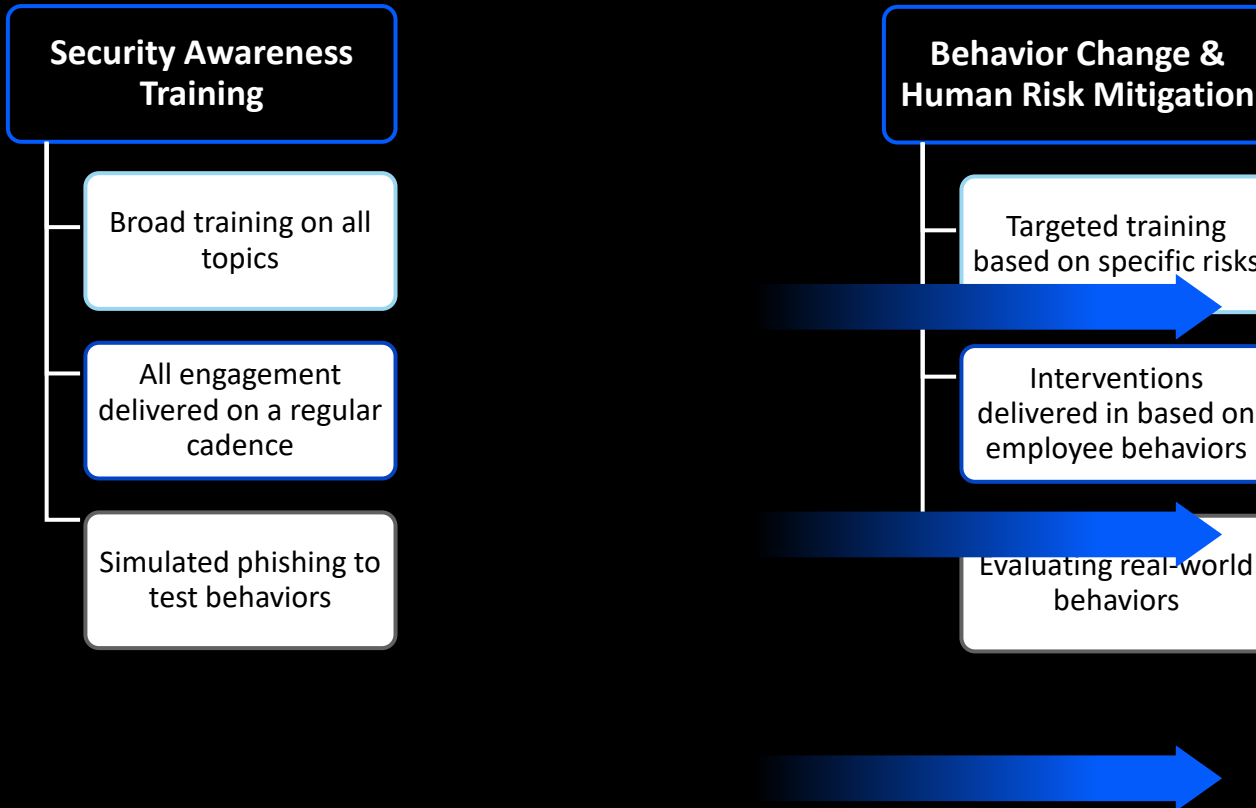 Security Awareness
Training
Broad training on all
topics
All engagement
delivered on a regular
cadence
Simulated phishing to
test behaviors
Behavior Change &
Human Risk Mitigation
Targeted training
based on specific risks
Interventions
delivered in based on
employee behaviors
Evaluating real-world
behaviors